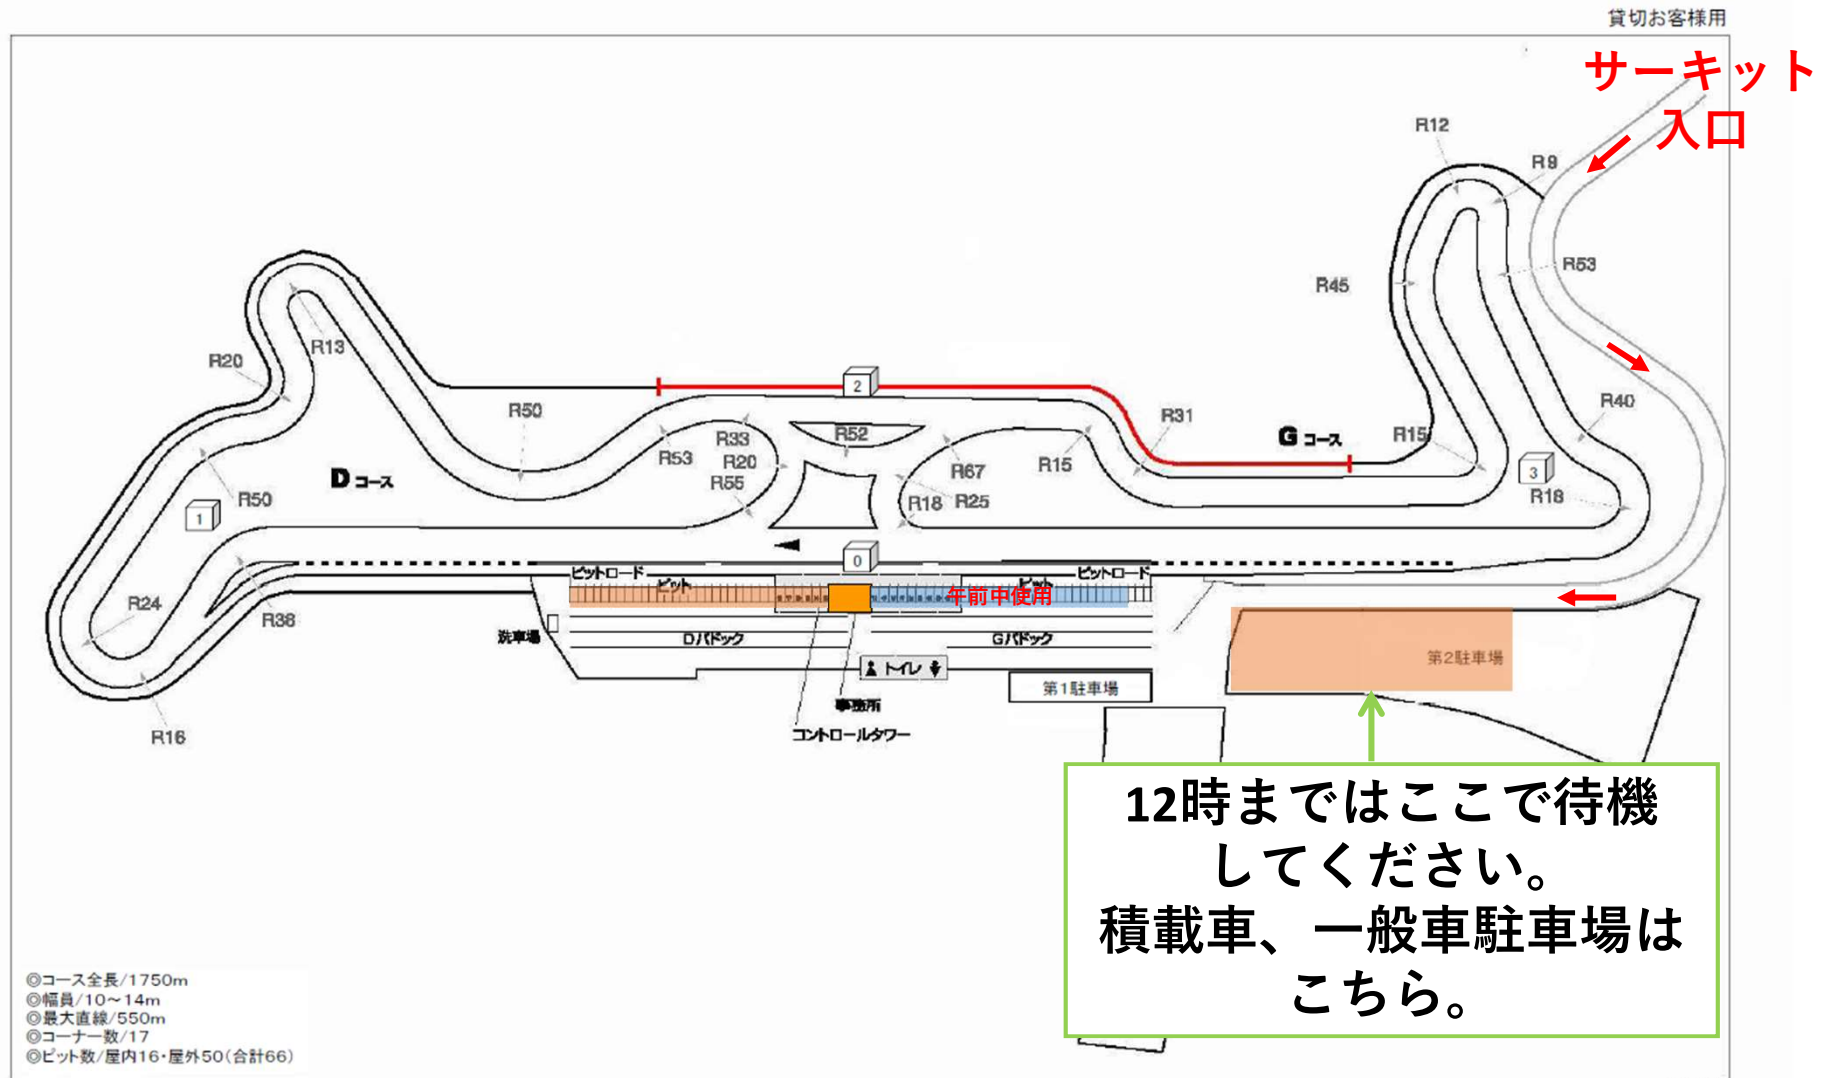 貸切お客様用
サーキット
入口
R12
R9
R53
R45
R13
R20
R40
R50
R31
R52
R33
R15
Gコース
R53
R20
R67
R15
Dコース
R55
R25
R50
R18
R18
1
2
3
0
ピットロード
ピット
午前中使用
ピット
ピットロード
R24
R38
洗車場
Dパドック
Gパドック
トイレ
第1駐車場
第2駐車場
事務所
コントロールタワー
R16
12時まではここで待機
してください。
積載車、一般車駐車場は
こちら。
◎コース全長/1750m
◎幅員/10～14m
◎最大直線/550m
◎コーナー数/17
◎ピット数/屋内16・屋外50(合計66)